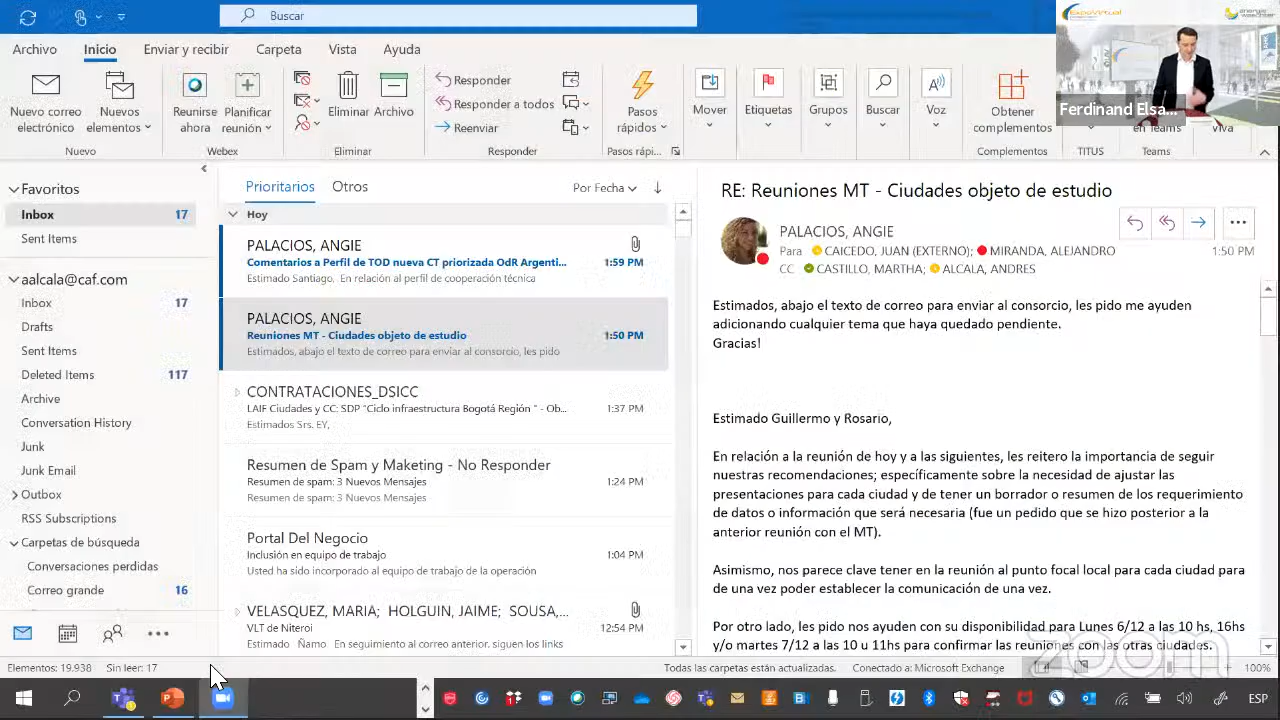 Buscar
Archivo Inicio Enviar y recibir Carpeta Vista Ayuda
Nuevo correo electrónico
Nuevos elementos
Nuevo
Reunirse ahora
Planificar reunión
Webex
Eliminar Archivo
Eliminar
Responder
Responder a todos
Reenviar
Responder
Pasos rápidos
Pasos rápi...
Mover
Etiquetas
Grupos
Buscar
Voz
Obtener complementos
Complementos
TITUS
en Teams
Teams
Viva
ExpoVirtual
energie
waechter
Ferdinand Elsa...
Favoritos
Inbox 17
Sent Items
aalcala@caf.com
Inbox 17
Drafts
Sent Items
Deleted Items 117
Archive
Conversation History
Junk
Junk Email
Outbox
RSS Subscriptions
Carpetas de búsqueda
Conversaciones perdidas
Correo grande 16
Prioritarios Otros Por Fecha
Hoy
PALACIOS, ANGIE
Comentarios a Perfil de TOD nueva CT priorizada OdR Argenti... 1:59 PM
Estimado Santiago, En relación al perfil de cooperación técnica
PALACIOS, ANGIE
Reuniones MT - Ciudades objeto de estudio 1:50 PM
Estimados, abajo el texto de correo para enviar al consorcio, les pido
CONTRATACIONES_DSICC
LAIF Ciudades y CC: SDP "Ciclo infraestructura Bogotá Región " - Ob... 1:37 PM
Estimados Srs. EY,
Resumen de Spam y Maketing - No Responder
Resumen de spam: 3 Nuevos Mensajes 1:24 PM
Resumen de spam: 3 Nuevos Mensajes
Portal Del Negocio
Inclusión en equipo de trabajo 1:04 PM
Usted ha sido incorporado al equipo de trabajo de la operación
VELASQUEZ, MARIA; HOLGUIN, JAIME; SOUSA,...
VLT de Niteroi 12:54 PM
Estimado Ñamo En seguimiento al correo anterior, siguen los links
RE: Reuniones MT - Ciudades objeto de estudio
PALACIOS, ANGIE
Para CAICEDO, JUAN (EXTERNO); MIRANDA, ALEJANDRO 1:50 PM
CC CASTILLO, MARTHA; ALCALA, ANDRES
Estimados, abajo el texto de correo para enviar al consorcio, les pido me ayuden
adicionando cualquier tema que haya quedado pendiente.
Gracias!
Estimado Guillermo y Rosario,
En relación a la reunión de hoy y a las siguientes, les reitero la importancia de seguir
nuestras recomendaciones; específicamente sobre la necesidad de ajustar las
presentaciones para cada ciudad y de tener un borrador o resumen de los requerimiento
de datos o información que será necesaria (fue un pedido que se hizo posterior a la
anterior reunión con el MT).
Asimismo, nos parece clave tener en la reunión al punto focal local para cada ciudad para
de una vez poder establecer la comunicación de una vez.
Por otro lado, les pido nos ayuden con su disponibilidad para Lunes 6/12 a las 10 hs, 16hs
y/o martes 7/12 a las 10 u 11hs para confirmar las reuniones con las otras ciudades.
Elementos: 19.938 Sin leer: 17 Todas las carpetas están actualizadas. Conectado a: Microsoft Exchange 100%
zoom
ESP